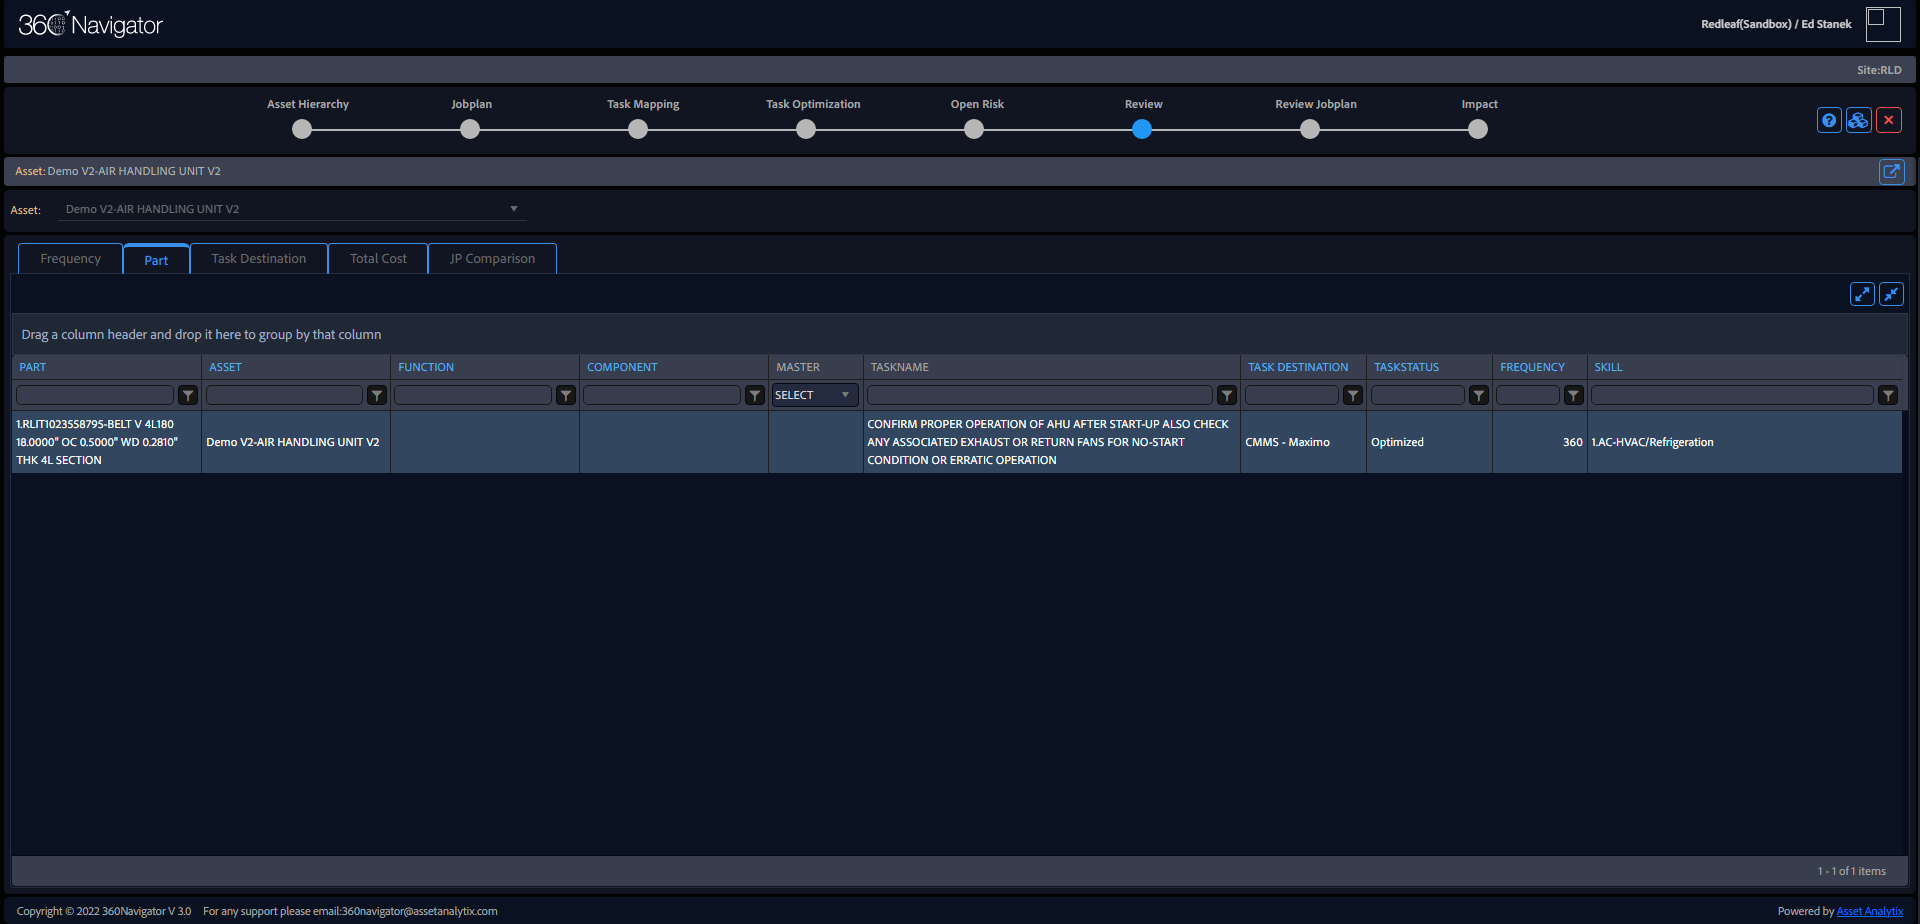 360 Navigator
Redleaf(Sandbox) / Ed Stanek
Site:RLD
Asset Hierarchy Jobplan Task Mapping Task Optimization Open Risk Review Review Jobplan Impact
Asset: Demo V2-AIR HANDLING UNIT V2
Asset: Demo V2-AIR HANDLING UNIT V2
Frequency Part Task Destination Total Cost JP Comparison
Drag a column header and drop it here to group by that column
PART ASSET FUNCTION COMPONENT MASTER TASKNAME TASK DESTINATION TASKSTATUS FREQUENCY SKILL
SELECT
1.RLIT1023558795-BELT V 4L180
18.0000" OC 0.5000" WD 0.2810"
THK 4L SECTION
Demo V2-AIR HANDLING UNIT V2
CONFIRM PROPER OPERATION OF AHU AFTER START-UP ALSO CHECK
ANY ASSOCIATED EXHAUST OR RETURN FANS FOR NO-START
CONDITION OR ERRATIC OPERATION
CMMS - Maximo
Optimized
360
1.AC-HVAC/Refrigeration
1 - 1 of 1 items
Copyright © 2022 360Navigator V 3.0 For any support please email:360navigator@assetanalytix.com
Powered by Asset Analytix